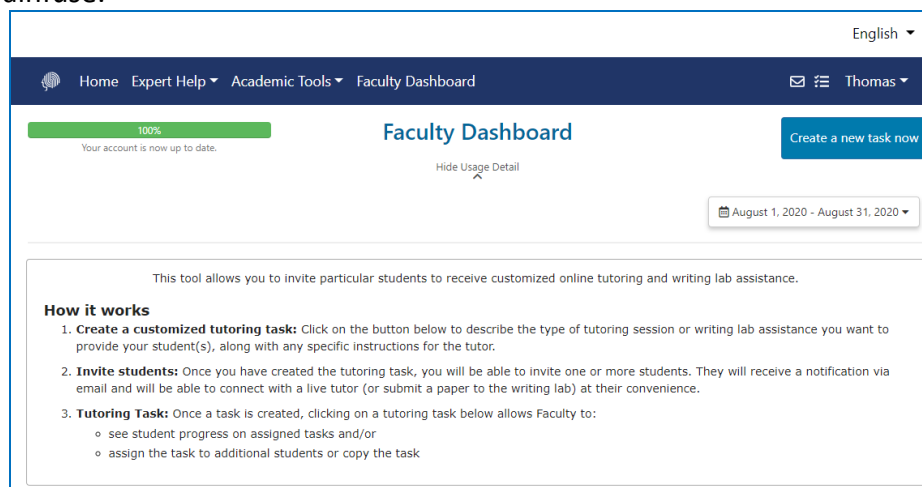 English
Home Expert Help Academic Tools Faculty Dashboard Thomas
100%
Your account is now up to date.
Faculty Dashboard
Hide Usage Detail
Create a new task now
August 1, 2020 - August 31, 2020
This tool allows you to invite particular students to receive customized online tutoring and writing lab assistance.
How it works
1. Create a customized tutoring task: Click on the button below to describe the type of tutoring session or writing lab assistance you want to
provide your student(s), along with any specific instructions for the tutor.
2. Invite students: Once you have created the tutoring task, you will be able to invite one or more students. They will receive a notification via
email and will be able to connect with a live tutor (or submit a paper to the writing lab) at their convenience.
3. Tutoring Task: Once a task is created, clicking on a tutoring task below allows Faculty to:
see student progress on assigned tasks and/or
assign the task to additional students or copy the task